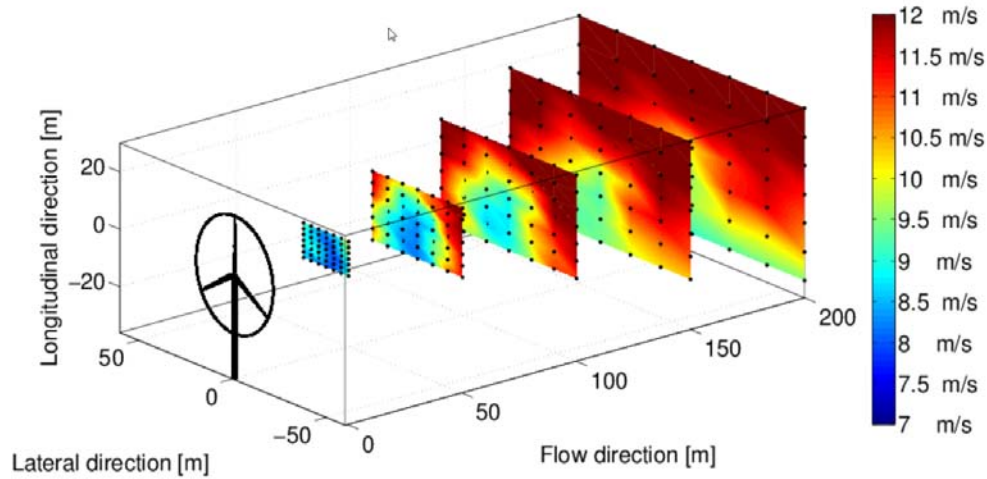 Longitudinal direction [m]
20
0
−20
50
0
−50
Lateral direction [m]
0
50
100
150
200
Flow direction [m]
12 m/s
11.5 m/s
11 m/s
10.5 m/s
10 m/s
9.5 m/s
9 m/s
8.5 m/s
8 m/s
7.5 m/s
7 m/s